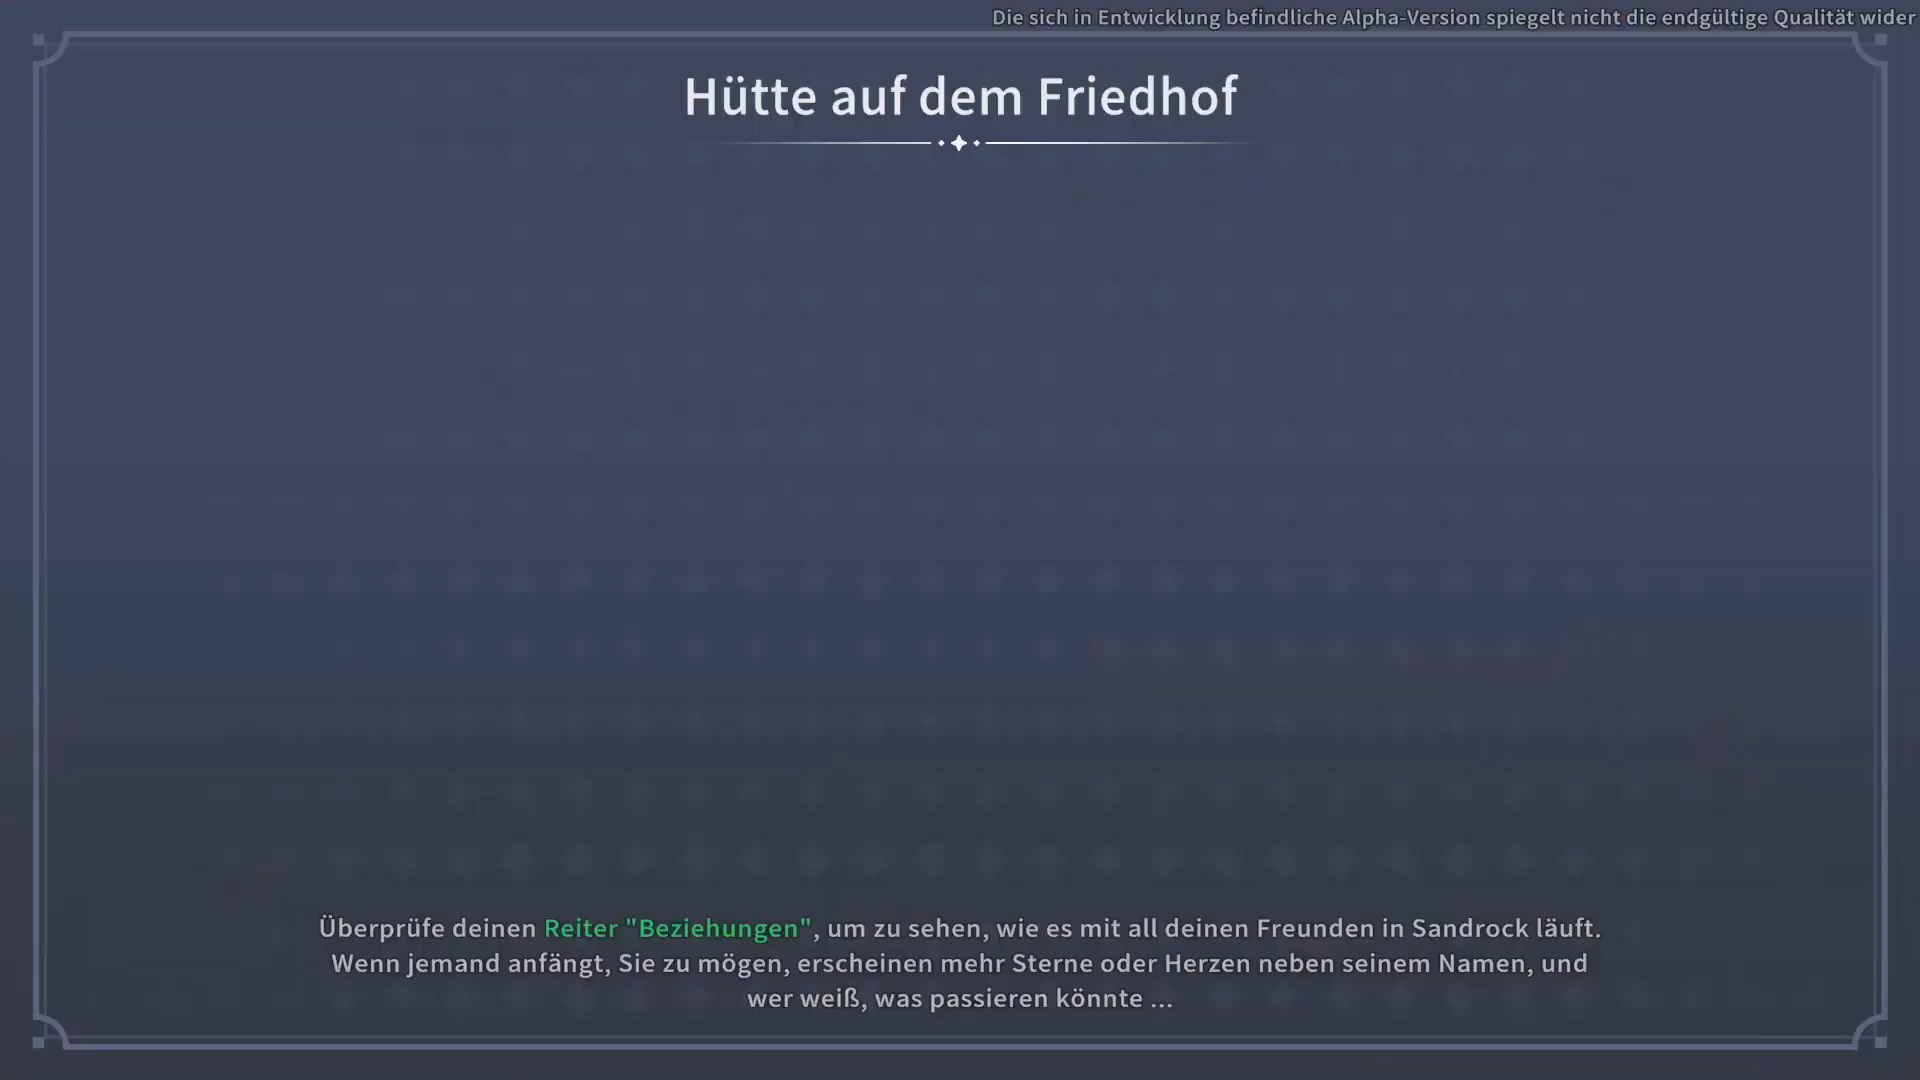 Die sich in Entwicklung befindliche Alpha-Version spiegelt nicht die endgültige Qualität wider
Hütte auf dem Friedhof
Überprüfe deinen Reiter "Beziehungen", um zu sehen, wie es mit all deinen Freunden in Sandrock läuft.
Wenn jemand anfängt, Sie zu mögen, erscheinen mehr Sterne oder Herzen neben seinem Namen, und
wer weiß, was passieren könnte ...